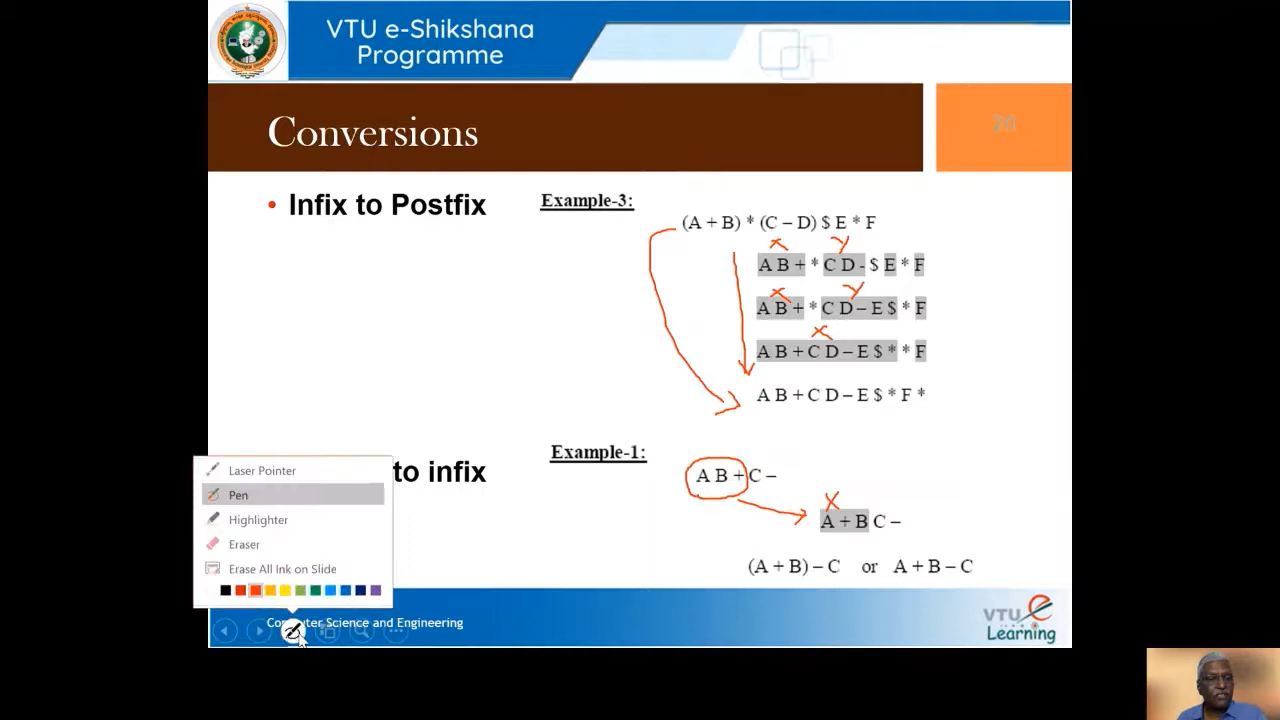 VTU e-Shikshana
Programme
Conversions
20
• Infix to Postfix
Example-3:
(A + B) * (C – D) $ E * F
X Y
A B + * C D - $ E * F
X Y
A B + * C D – E $ * F
X
A B + C D – E $ * * F
A B + C D – E $ * F *
to infix
Example-1:
A B + C –
X
A + B C –
(A + B) – C or A + B – C
Laser Pointer
Pen
Highlighter
Eraser
Erase All Ink on Slide
Computer Science and Engineering
VTU e
Learning